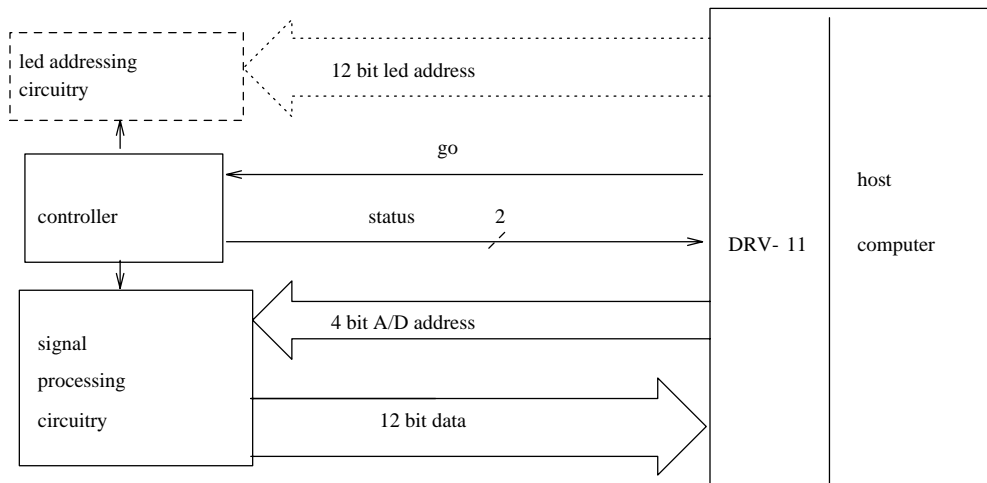 led addressing
circuitry
12 bit led address
go
controller
status
2
DRV- 11
host
computer
4 bit A/D address
signal
processing
circuitry
12 bit data